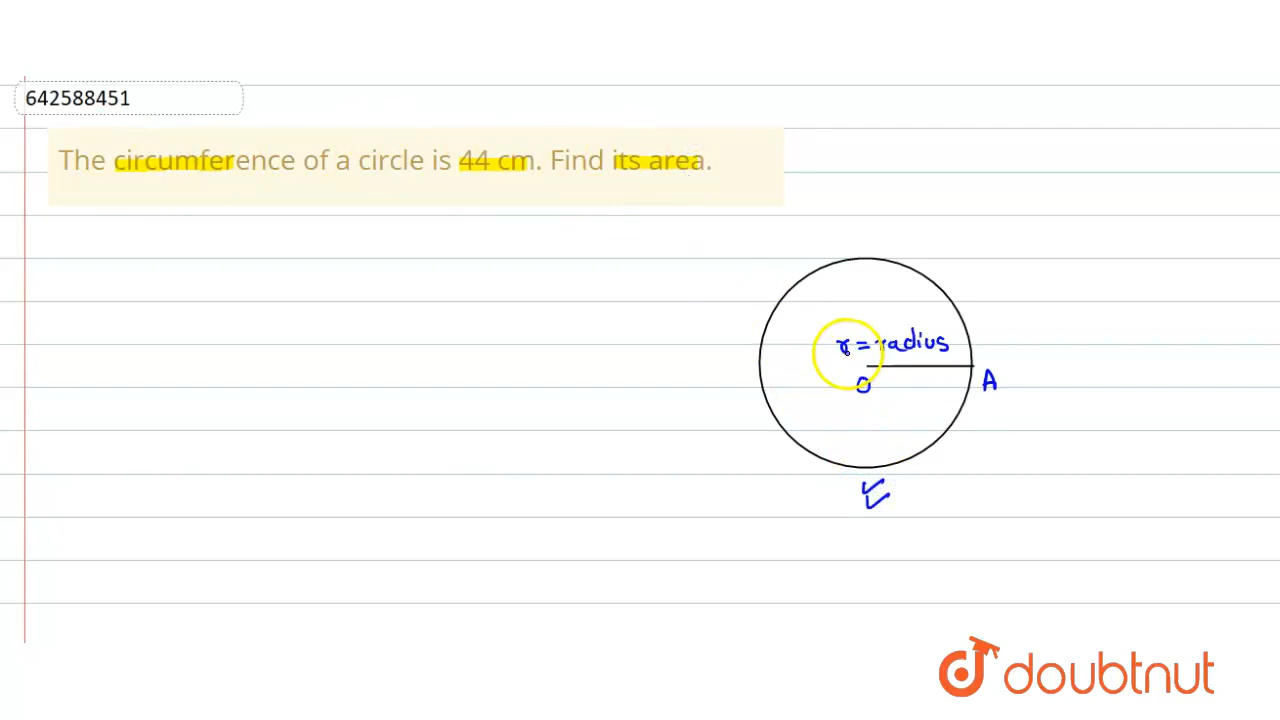 642588451
The circumference of a circle is 44 cm. Find its area.
r = radius
O
A
doubtnut